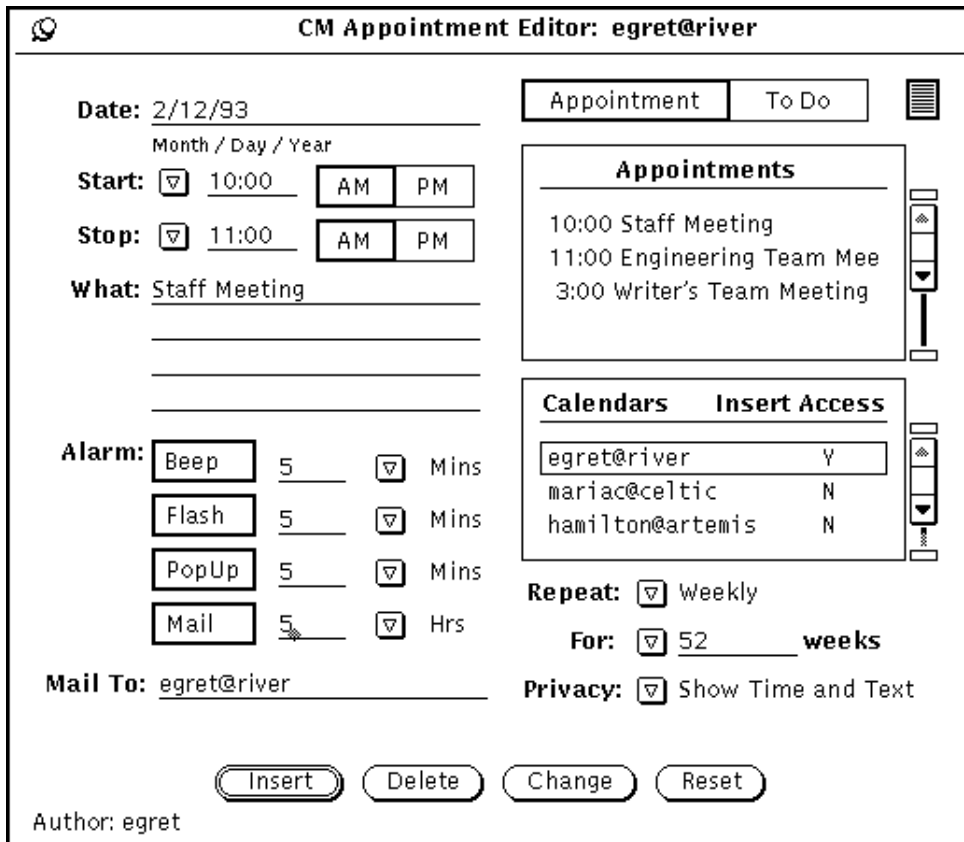 CM Appointment Editor: egret@river
Date: 2/12/93
Month / Day / Year
Start: 10:00 AM PM
Stop: 11:00 AM PM
What: Staff Meeting
Alarm: Beep 5 Mins
Flash 5 Mins
PopUp 5 Mins
Mail 5 Hrs
Mail To: egret@river
Appointment To Do
Appointments
10:00 Staff Meeting
11:00 Engineering Team Mee
3:00 Writer's Team Meeting
Calendars Insert Access
egret@river Y
mariac@celtic N
hamilton@artemis N
Repeat: Weekly
For: 52 weeks
Privacy: Show Time and Text
Insert Delete Change Reset
Author: egret